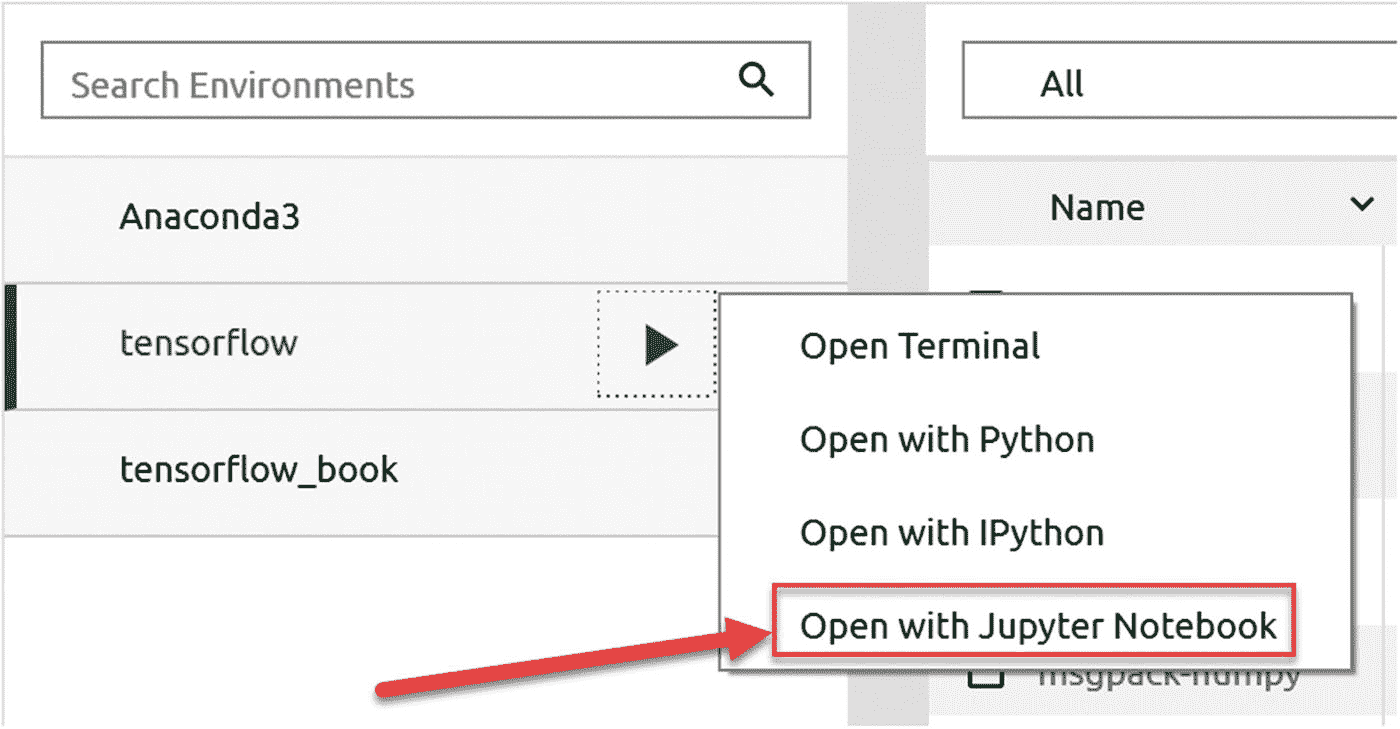 Search Environments
All
Anaconda3
Name
tensorflow
Open Terminal
Open with Python
tensorflow_book
Open with IPython
Open with Jupyter Notebook
msgpack-numpy